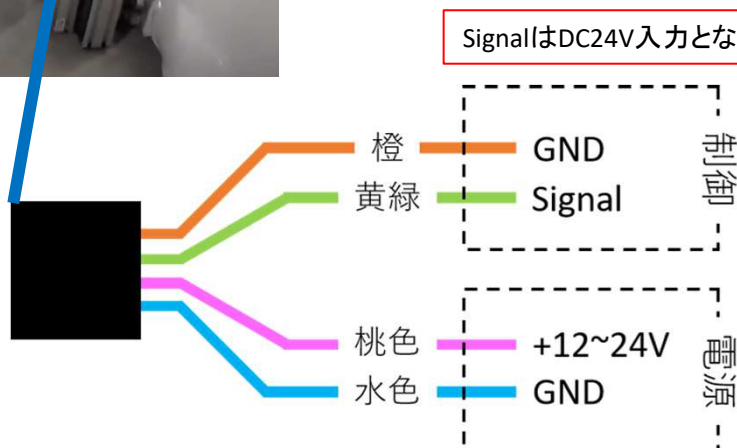 SignalはDC24V入力とな
橙 GND
黄緑 Signal
制御
桃色 +12~24V
水色 GND
電源